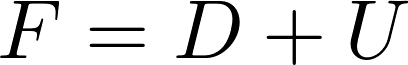 F = D + U